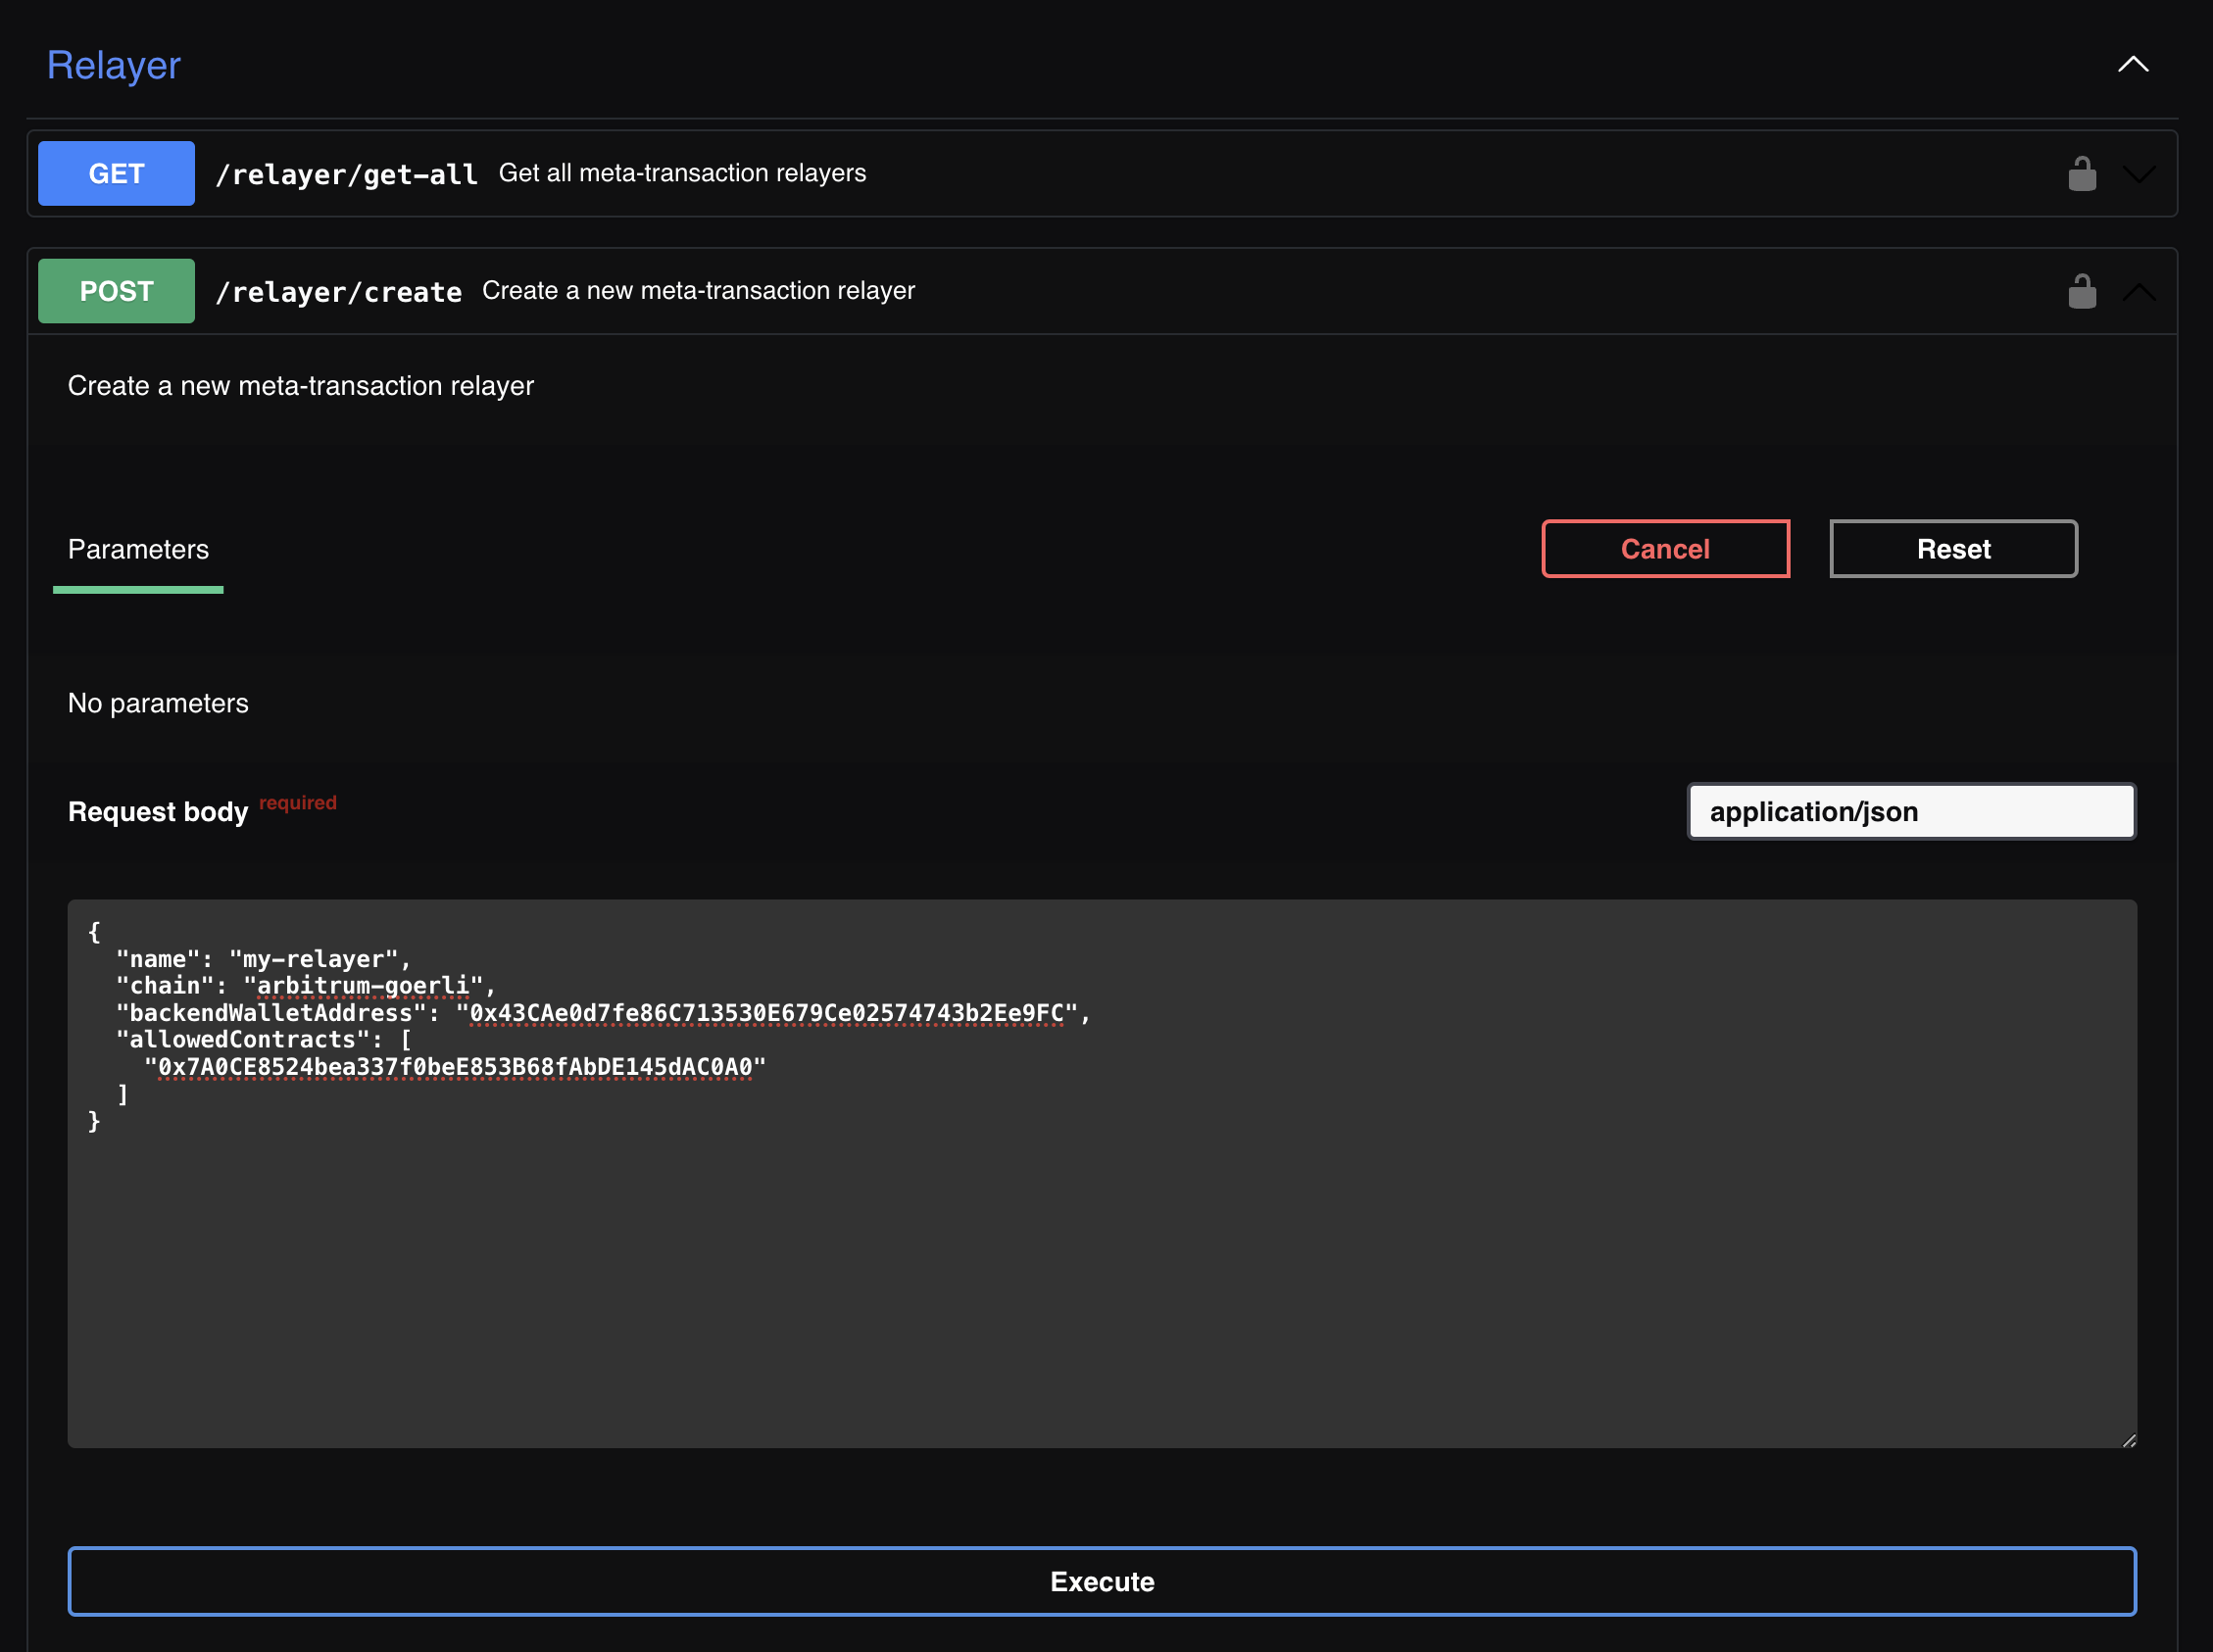 Relayer
GET /relayer/get-all Get all meta-transaction relayers
POST /relayer/create Create a new meta-transaction relayer
Create a new meta-transaction relayer
Parameters Cancel Reset
No parameters
Request body required application/json
{
"name": "my-relayer",
"chain": "arbitrum-goerli",
"backendWalletAddress": "0x43CAe0d7fe86C713530E679Ce02574743b2Ee9FC",
"allowedContracts": [
"0x7A0CE8524bea337f0beE853B68fAbDE145dAC0A0"
]
}
Execute